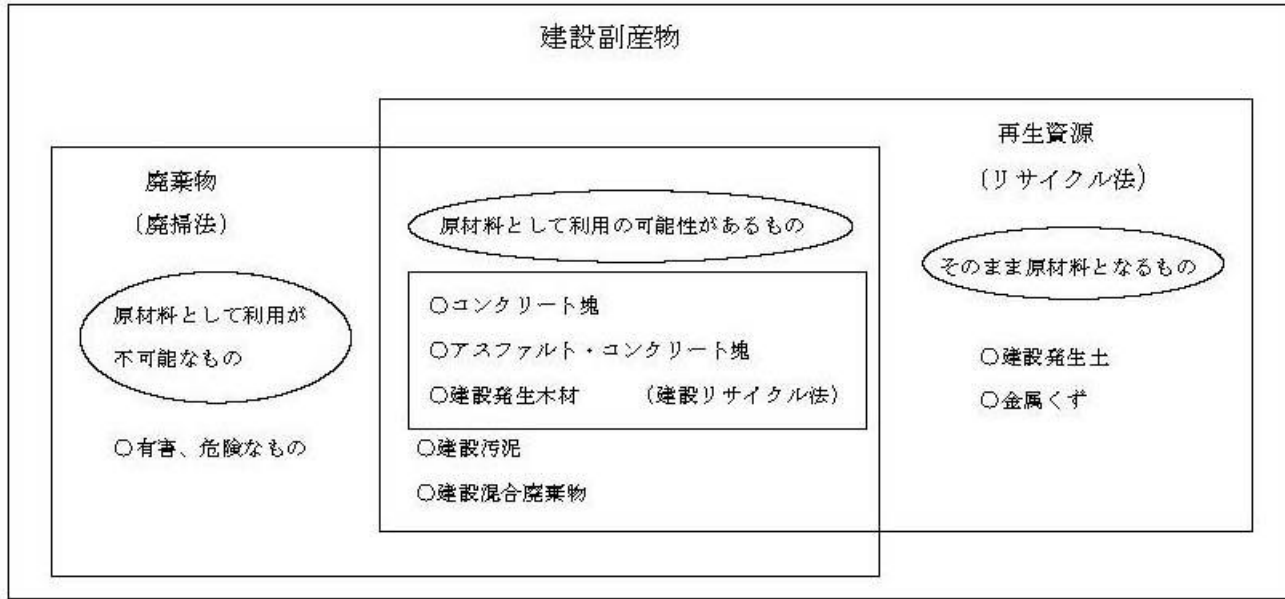 建設副産物
廃棄物
(廃掃法)
原材料として利用が
不可能なもの
○有害、危険なもの
原材料として利用の可能性があるもの
○コンクリート塊
○アスファルト・コンクリート塊
○建設発生木材 (建設リサイクル法)
○建設汚泥
○建設混合廃棄物
再生資源
(リサイクル法)
そのまま原材料となるもの
○建設発生土
○金属くず